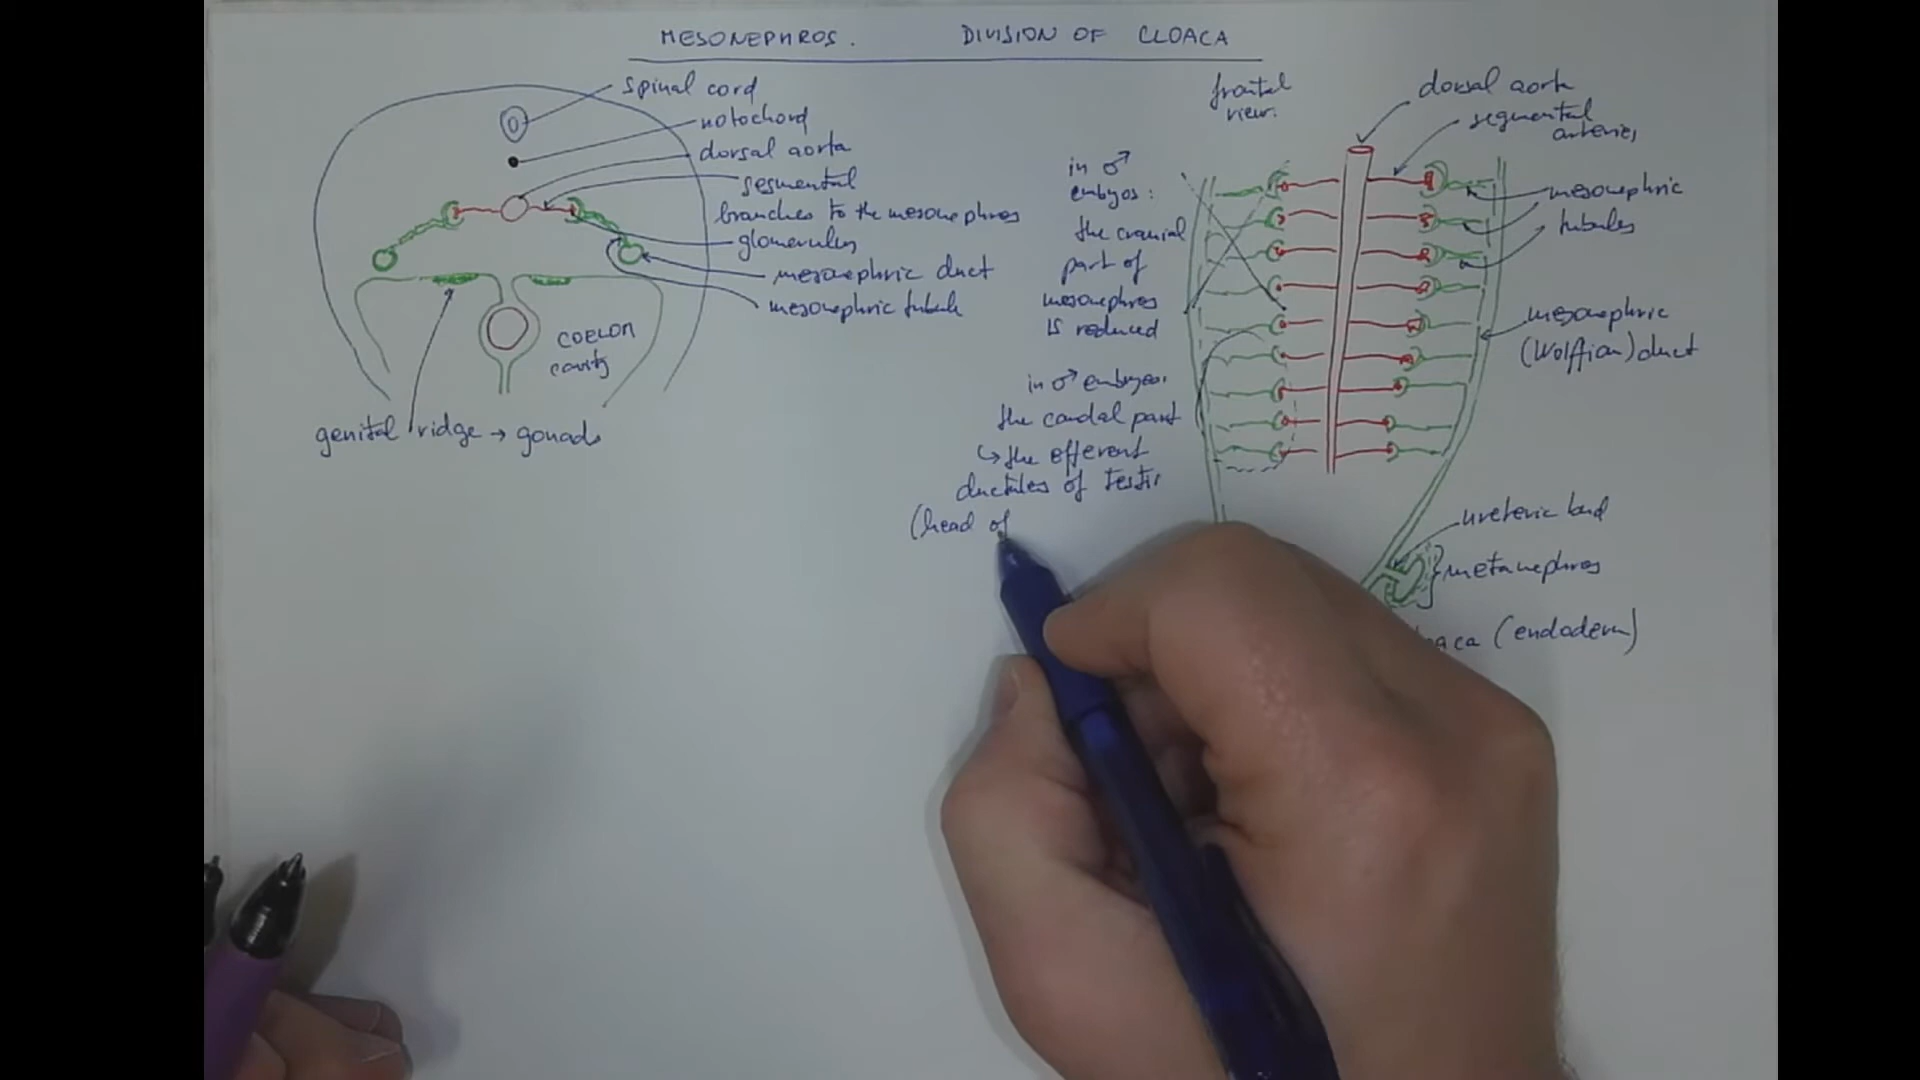 MESONEPHROS. DIVISION OF CLOACA
spinal cord
notochord
dorsal aorta
segmental
branches to the mesonephros
glomerulus
mesonephric duct
mesonephric tubule
COELOM
cavity
genital ridge → gonads
frontal
view.
dorsal aorta
segmental
arteries
in ♂
embyos:
the cranial
part of
mesonephros
is reduced
mesonephric
tubules
mesonephric
(Wolffian) duct
in ♂ embryos:
the caudal part
↳ the efferent
ductules of testis
(head of
ureteric bud
metanephros
(endoderm)